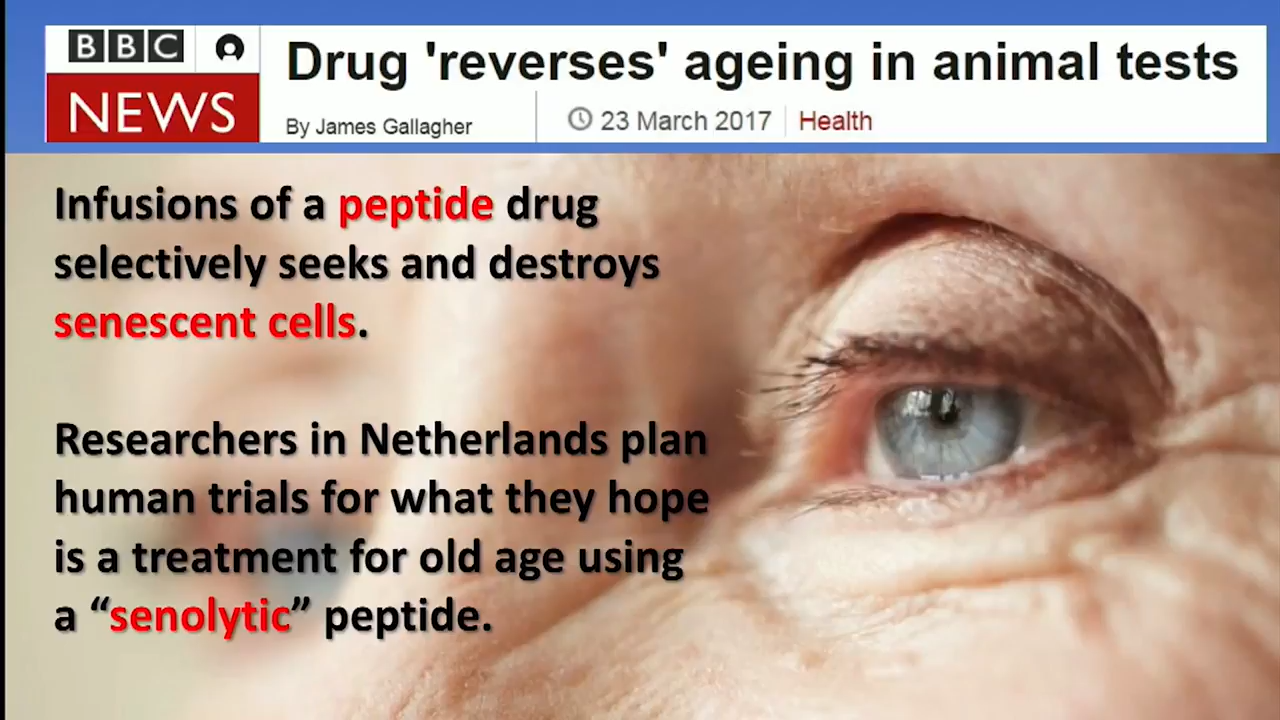 BBC
NEWS
Drug 'reverses' ageing in animal tests
By James Gallagher
23 March 2017
Health
Infusions of a peptide drug
selectively seeks and destroys
senescent cells.
Researchers in Netherlands plan
human trials for what they hope
is a treatment for old age using
a “senolytic” peptide.